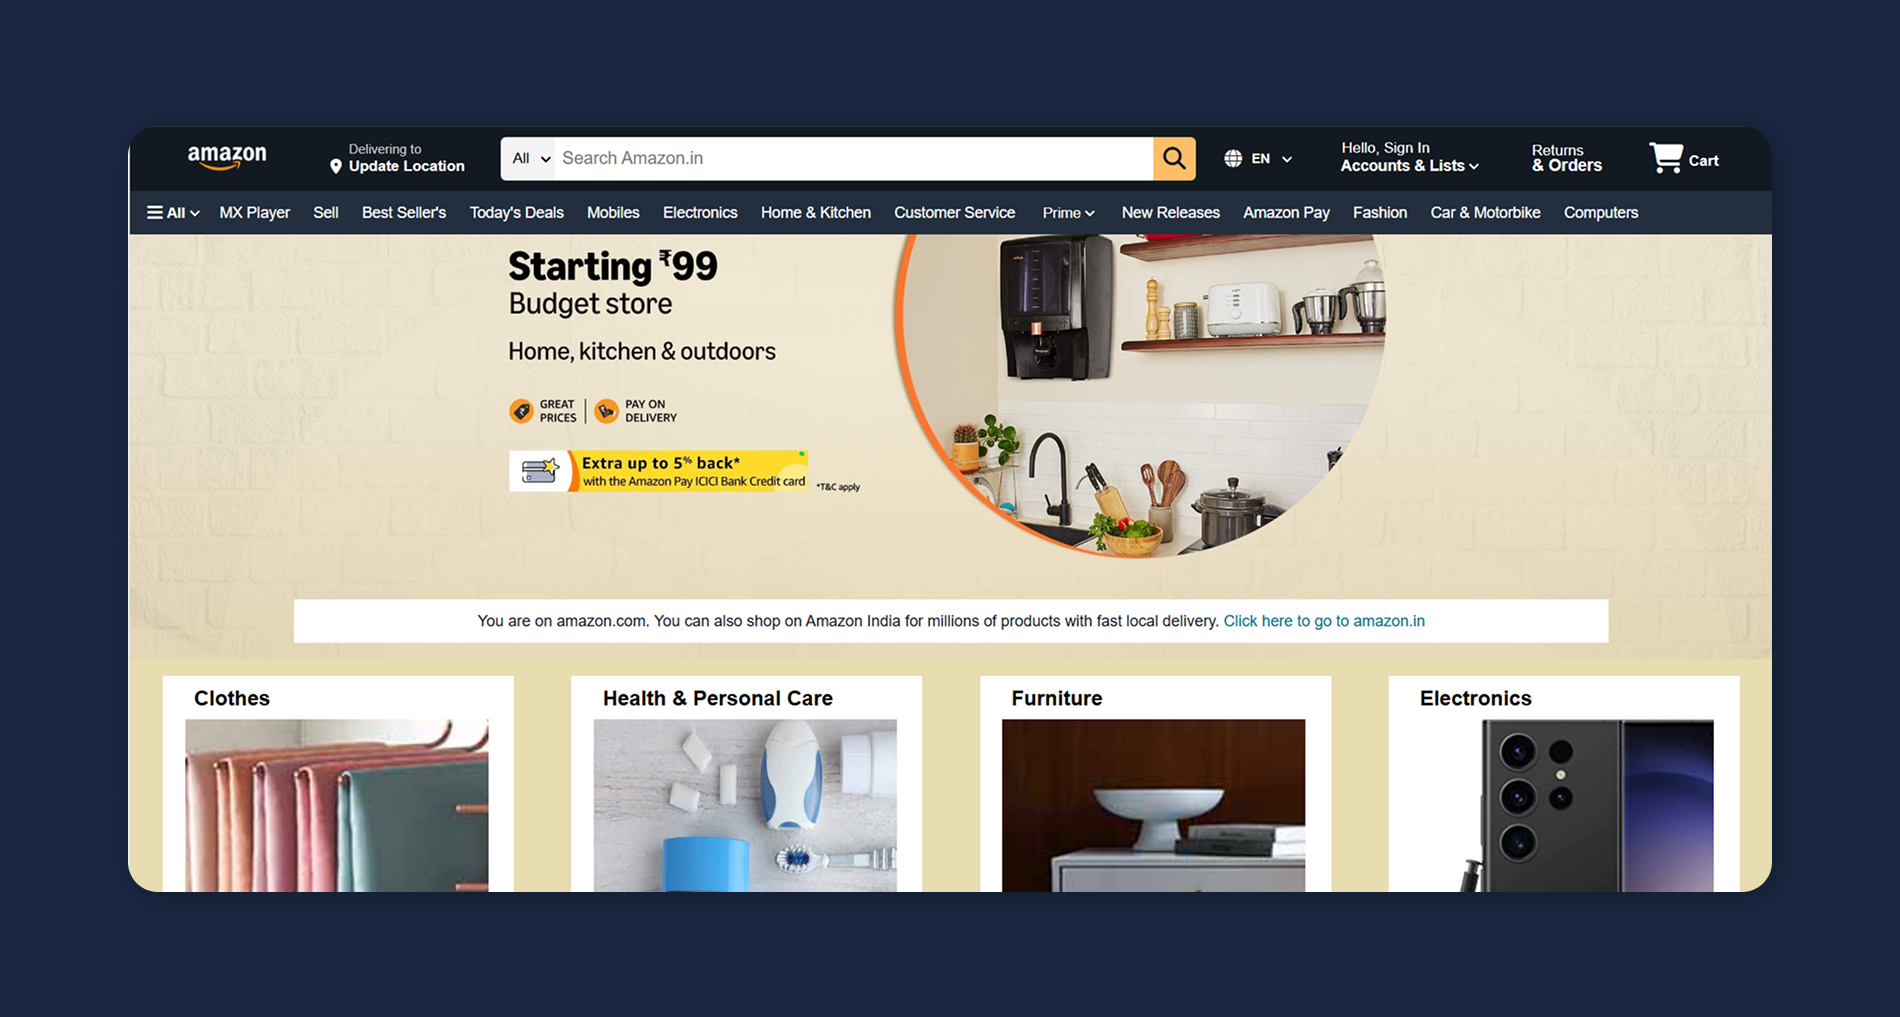 amazon
Delivering to
Update Location
All
Search Amazon.in
EN
Hello, Sign In
Accounts & Lists
Returns
& Orders
Cart
All
MX Player
Sell
Best Seller's
Today's Deals
Mobiles
Electronics
Home & Kitchen
Customer Service
Prime
New Releases
Amazon Pay
Fashion
Car & Motorbike
Computers
Starting ₹99
Budget store
Home, kitchen & outdoors
GREAT
PRICES
PAY ON
DELIVERY
Extra up to 5% back*
with the Amazon Pay ICICI Bank Credit card
*T&C apply
You are on amazon.com. You can also shop on Amazon India for millions of products with fast local delivery. Click here to go to amazon.in
Clothes
Health & Personal Care
Furniture
Electronics